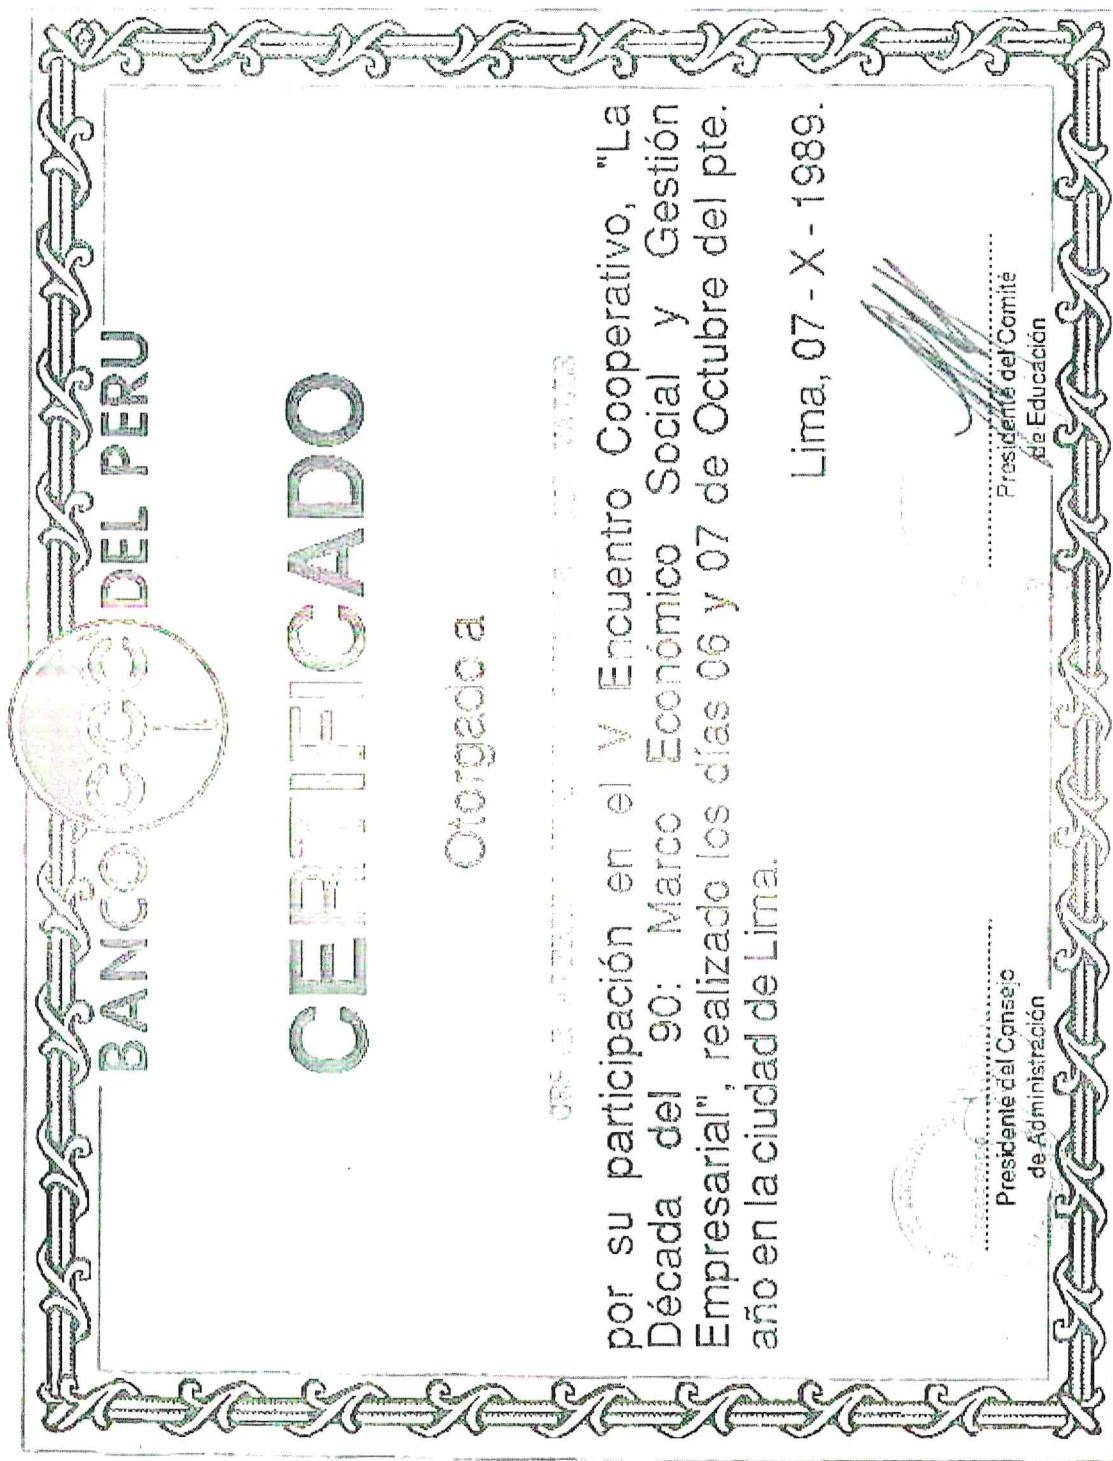 BANCO CCC DEL PERU
CERTIFICADO
Otorgado a
por su participación en el V Encuentro Cooperativo, "La
Década del 90: Marco Económico Social y Gestión
Empresarial", realizado los días 06 y 07 de Octubre del pte.
año en la ciudad de Lima.
Lima, 07 - X - 1989.
Presidente del Consejo
de Administración
Presidente del Comité
de Educación